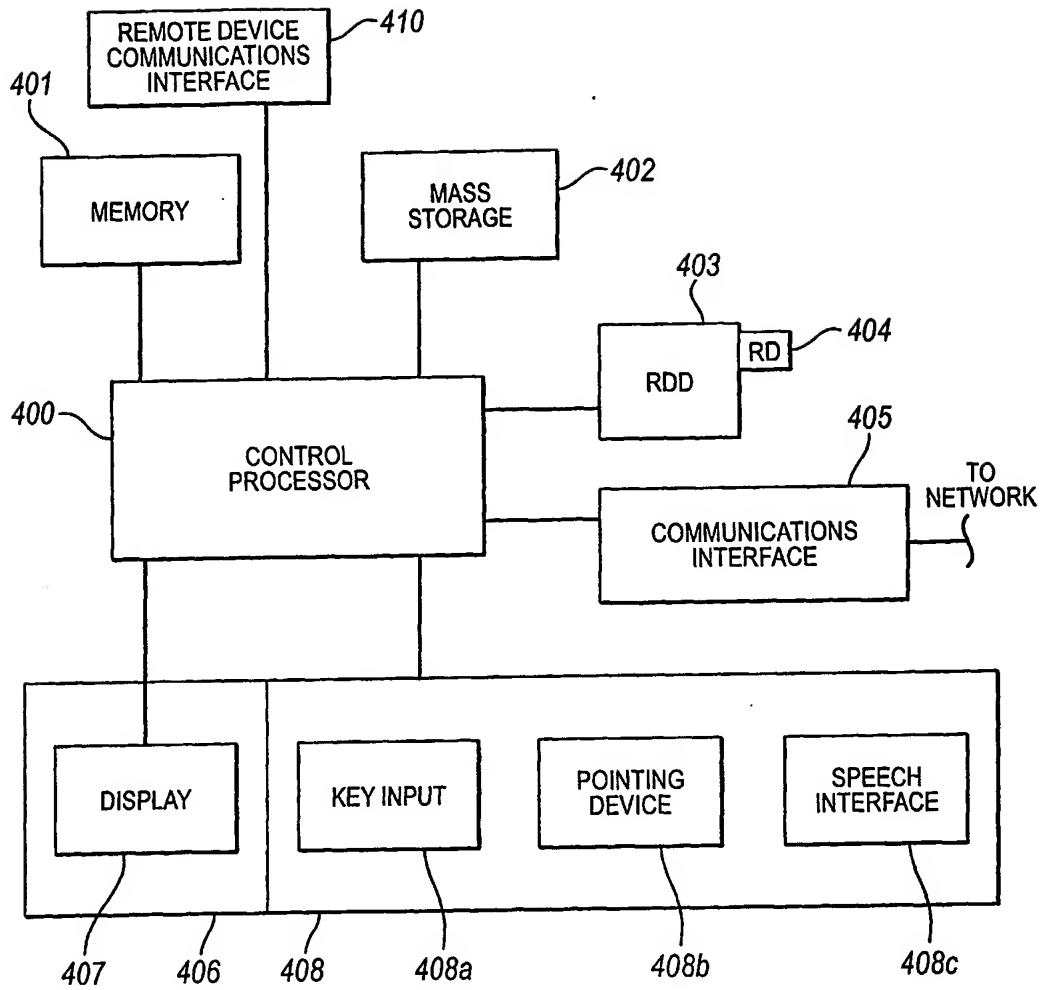 REMOTE DEVICE
COMMUNICATIONS
INTERFACE
410
401
MEMORY
MASS
STORAGE
402
403
RDD
RD
404
400
CONTROL
PROCESSOR
405
COMMUNICATIONS
INTERFACE
TO
NETWORK
DISPLAY
KEY INPUT
POINTING
DEVICE
SPEECH
INTERFACE
407
406
408
408a
408b
408c